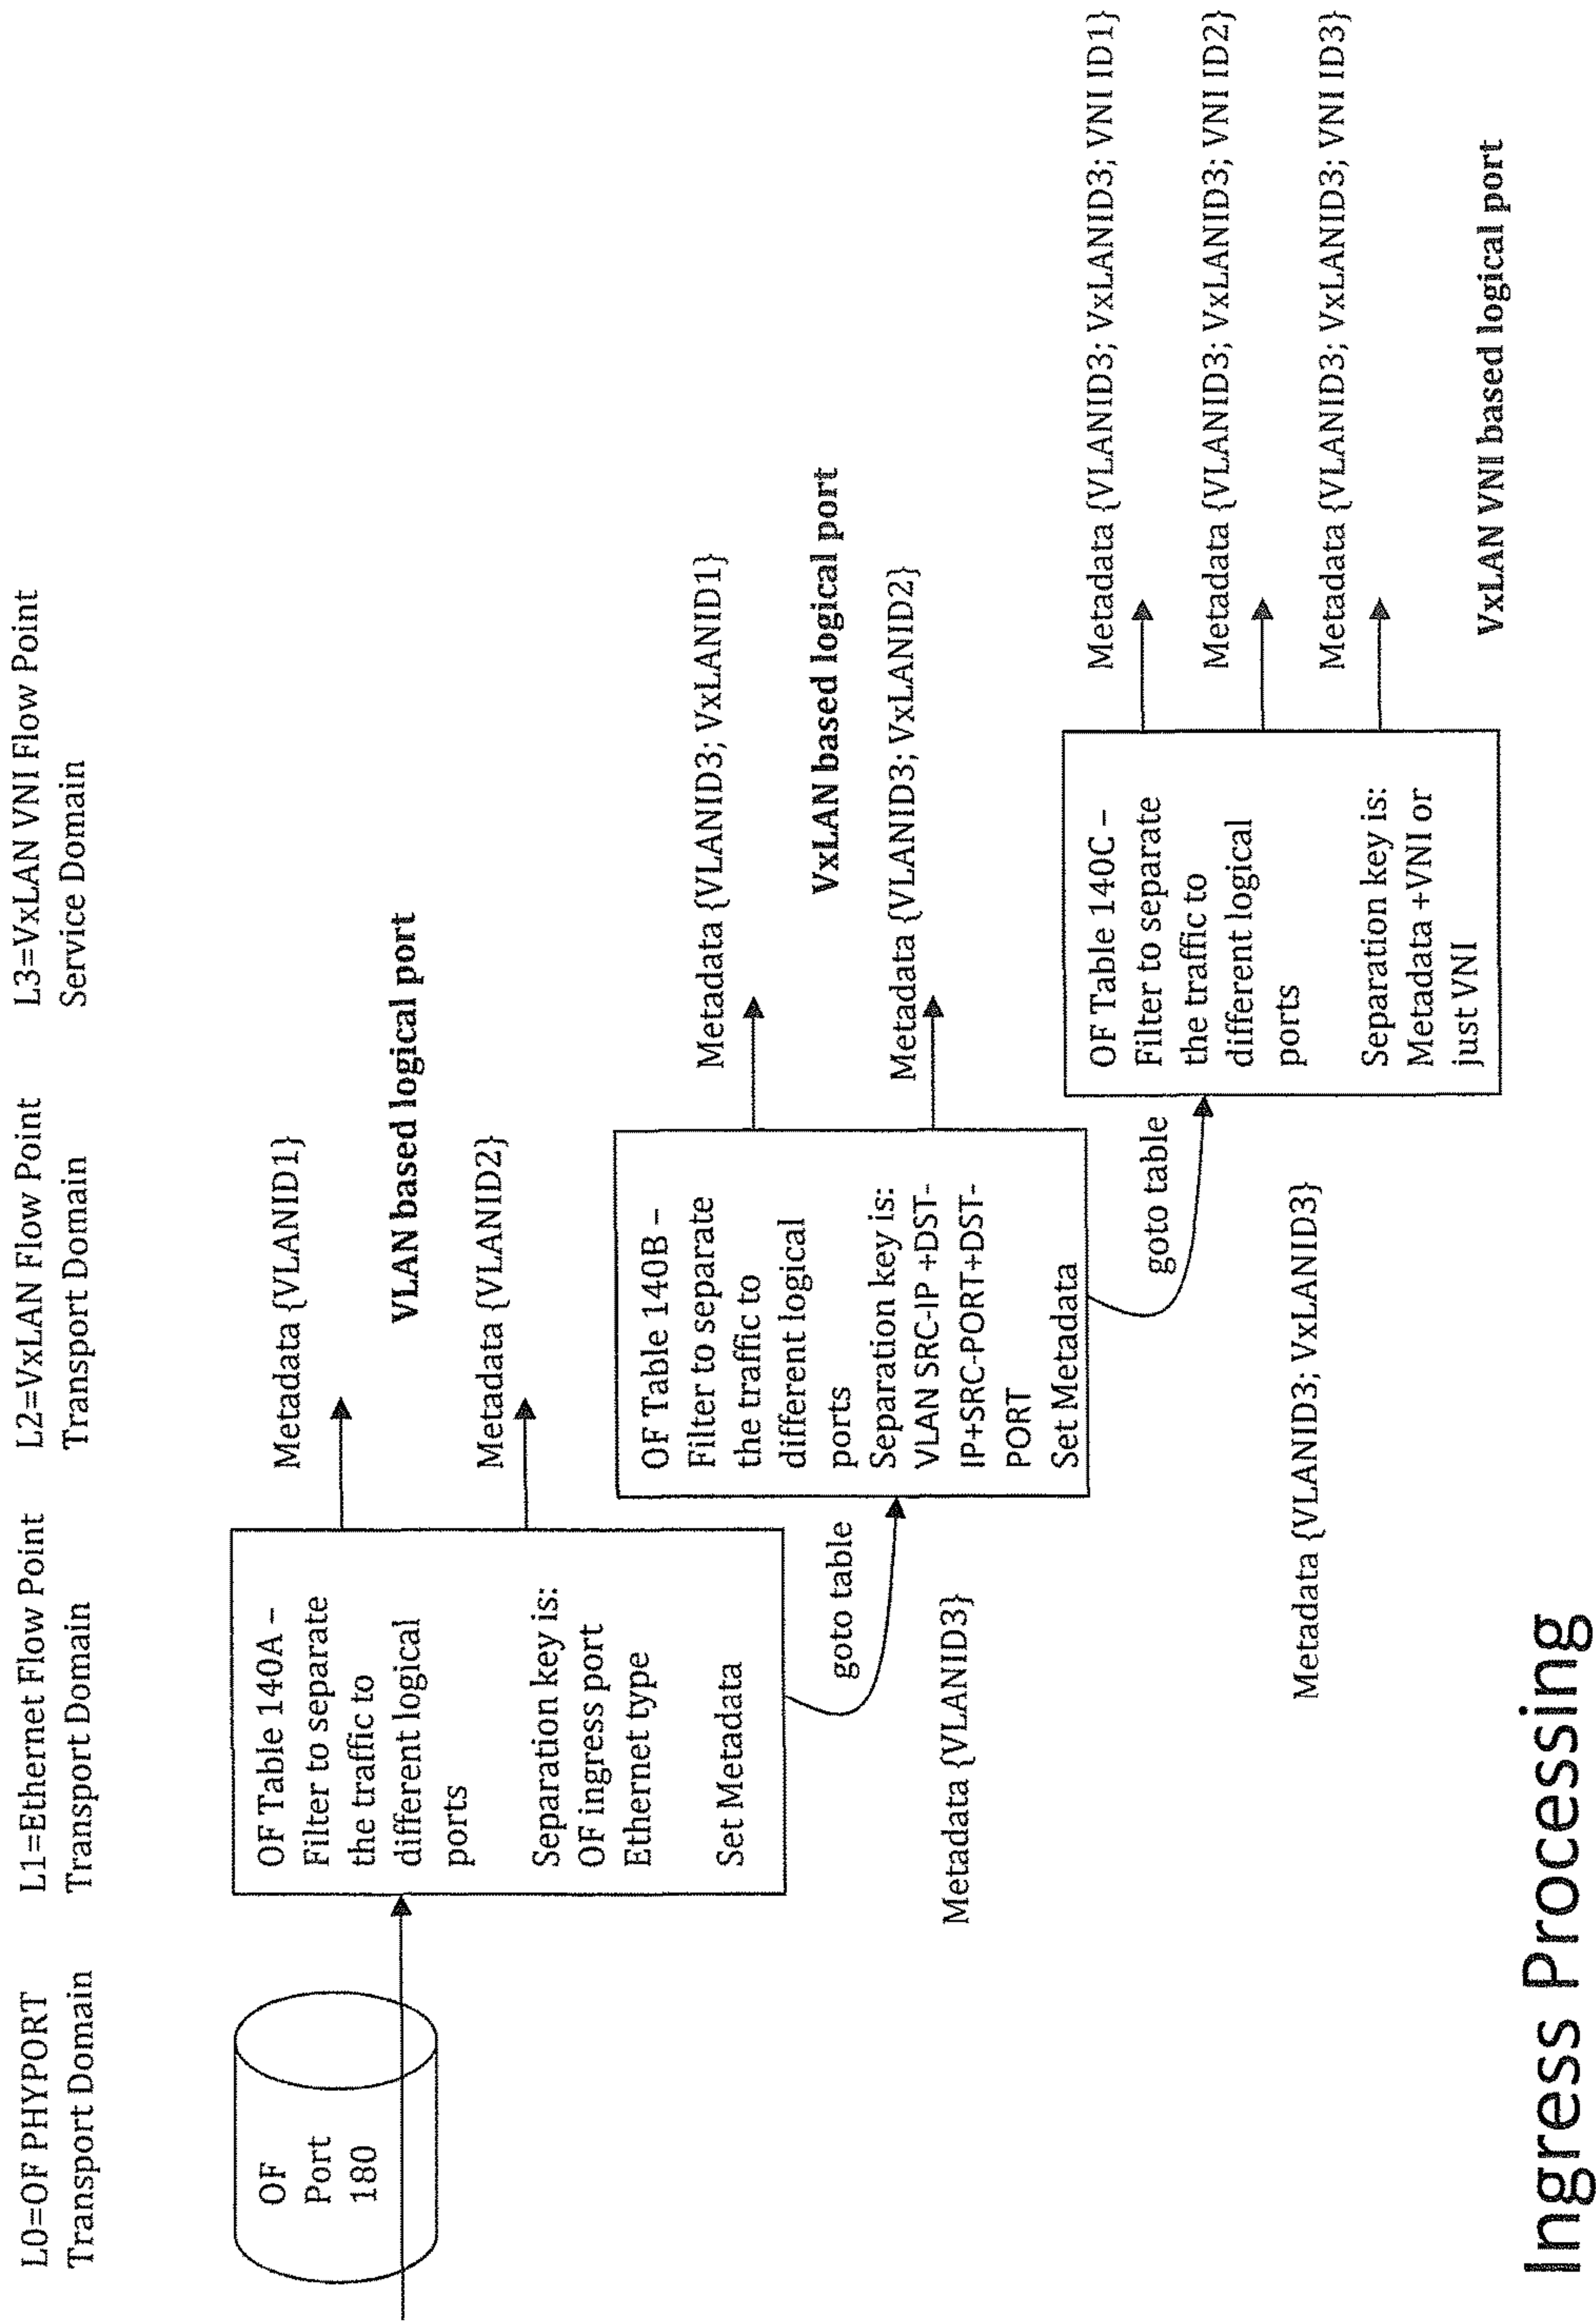 L0=OF PHYPORT
Transport Domain
L1=Ethernet Flow Point
Transport Domain
L2=VxLAN Flow Point
Transport Domain
L3=VxLAN VNI Flow Point
Service Domain
OF
Port
180
OF Table 140A –
Filter to separate
the traffic to
different logical
ports
Separation key is:
OF ingress port
Ethernet type
Set Metadata
Metadata {VLANID1}
VLAN based logical port
Metadata {VLANID2}
goto table
Metadata {VLANID3}
OF Table 140B –
Filter to separate
the traffic to
different logical
ports
Separation key is:
VLAN SRC-IP +DST-
IP+SRC-PORT+DST-
PORT
Set Metadata
Metadata {VLANID3; VxLANID1}
VxLAN based logical port
Metadata {VLANID3; VxLANID2}
goto table
Metadata {VLANID3; VxLANID3}
OF Table 140C –
Filter to separate
the traffic to
different logical
ports
Separation key is:
Metadata +VNI or
just VNI
Metadata {VLANID3; VxLANID3; VNI ID1}
Metadata {VLANID3; VxLANID3; VNI ID2}
Metadata {VLANID3; VxLANID3; VNI ID3}
VxLAN VNI based logical port
Ingress Processing